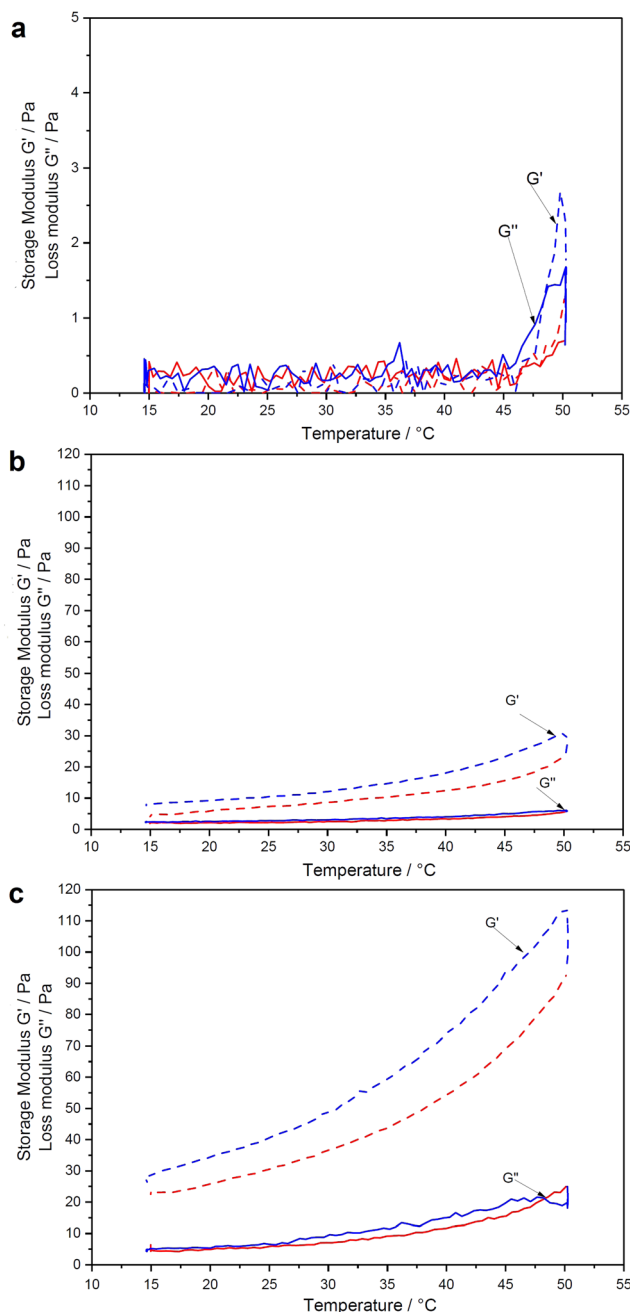 a
5
4
3
2
1
0
Storage Modulus G' / Pa
Loss modulus G'' / Pa
G'
G''
10 15 20 25 30 35 40 45 50 55
Temperature / °C
b
120
110
100
90
80
70
60
50
40
30
20
10
0
Storage Modulus G' / Pa
Loss modulus G'' / Pa
G'
G''
10 15 20 25 30 35 40 45 50 55
Temperature / °C
c
120
110
100
90
80
70
60
50
40
30
20
10
0
Storage Modulus G' / Pa
Loss modulus G'' / Pa
G'
G''
10 15 20 25 30 35 40 45 50 55
Temperature / °C